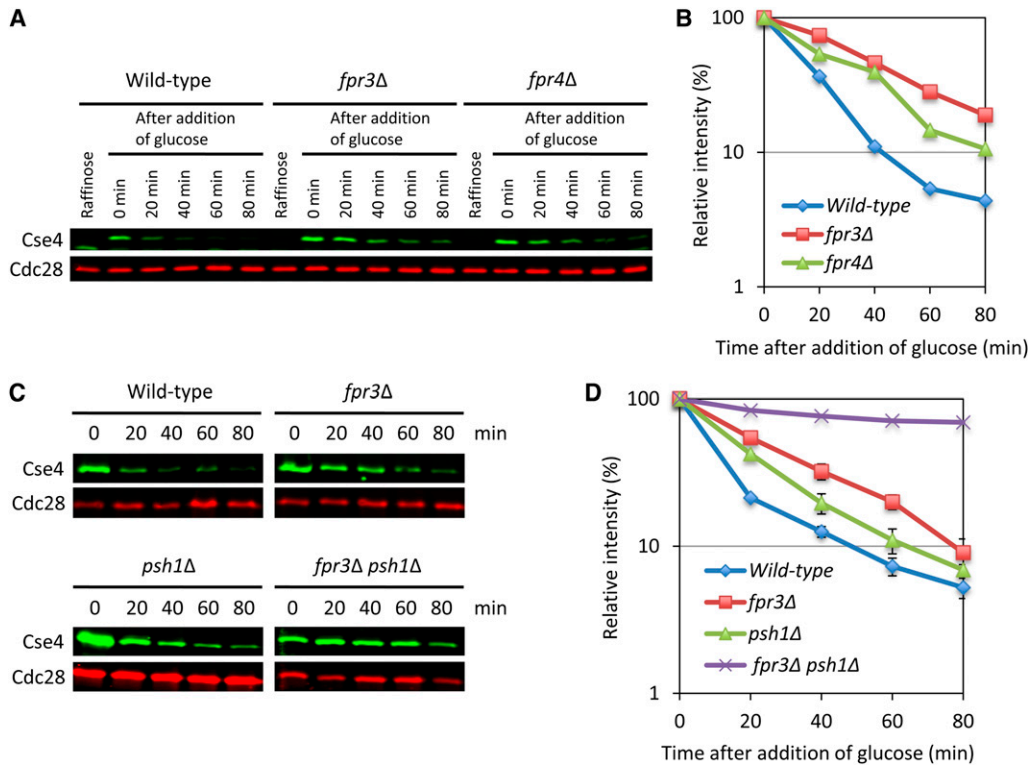 A
Wild-type fpr3Δ fpr4Δ
After addition of glucose After addition of glucose After addition of glucose
Raffinose 0 min 20 min 40 min 60 min 80 min Raffinose 0 min 20 min 40 min 60 min 80 min Raffinose 0 min 20 min 40 min 60 min 80 min
Cse4
Cdc28
B
Relative intensity (%)
100
10
1
Wild-type
fpr3Δ
fpr4Δ
0 20 40 60 80
Time after addition of glucose (min)
C
Wild-type fpr3Δ
0 20 40 60 80 0 20 40 60 80 min
Cse4
Cdc28
psh1Δ fpr3Δ psh1Δ
0 20 40 60 80 0 20 40 60 80 min
Cse4
Cdc28
D
Relative intensity (%)
100
10
1
Wild-type
fpr3Δ
psh1Δ
fpr3Δ psh1Δ
0 20 40 60 80
Time after addition of glucose (min)